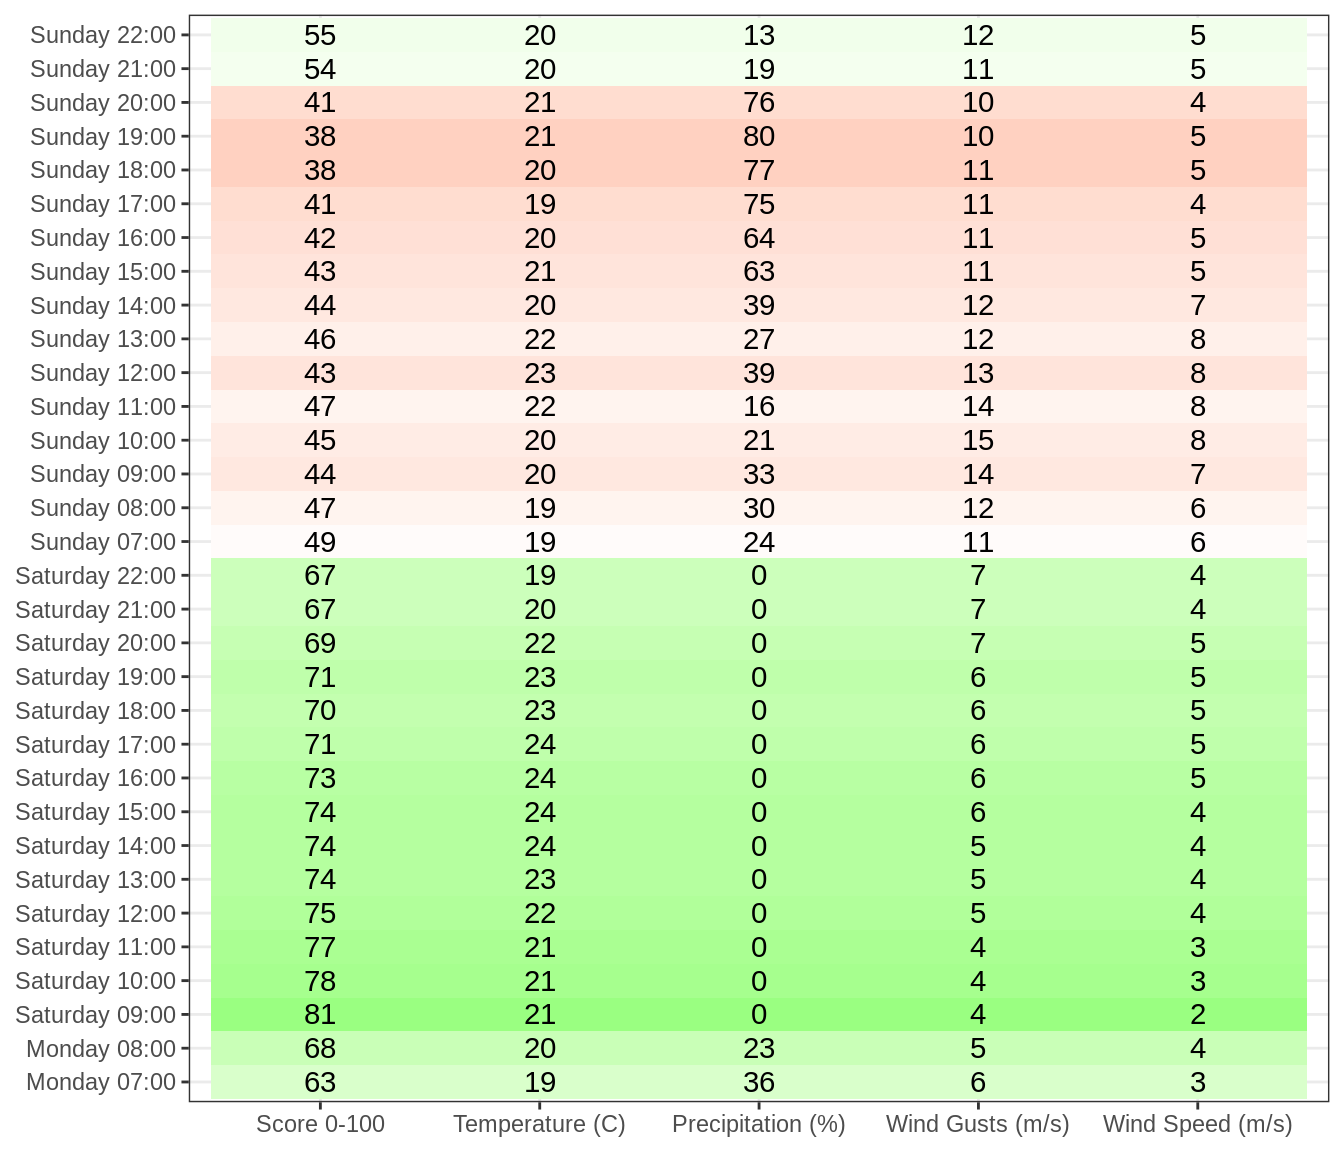 Sunday 22:00 55 20 13 12 5
Sunday 21:00 54 20 19 11 5
Sunday 20:00 41 21 76 10 4
Sunday 19:00 38 21 80 10 5
Sunday 18:00 38 20 77 11 5
Sunday 17:00 41 19 75 11 4
Sunday 16:00 42 20 64 11 5
Sunday 15:00 43 21 63 11 5
Sunday 14:00 44 20 39 12 7
Sunday 13:00 46 22 27 12 8
Sunday 12:00 43 23 39 13 8
Sunday 11:00 47 22 16 14 8
Sunday 10:00 45 20 21 15 8
Sunday 09:00 44 20 33 14 7
Sunday 08:00 47 19 30 12 6
Sunday 07:00 49 19 24 11 6
Saturday 22:00 67 19 0 7 4
Saturday 21:00 67 20 0 7 4
Saturday 20:00 69 22 0 7 5
Saturday 19:00 71 23 0 6 5
Saturday 18:00 70 23 0 6 5
Saturday 17:00 71 24 0 6 5
Saturday 16:00 73 24 0 6 5
Saturday 15:00 74 24 0 6 4
Saturday 14:00 74 24 0 5 4
Saturday 13:00 74 23 0 5 4
Saturday 12:00 75 22 0 5 4
Saturday 11:00 77 21 0 4 3
Saturday 10:00 78 21 0 4 3
Saturday 09:00 81 21 0 4 2
Monday 08:00 68 20 23 5 4
Monday 07:00 63 19 36 6 3
Score 0-100 Temperature (C) Precipitation (%) Wind Gusts (m/s) Wind Speed (m/s)